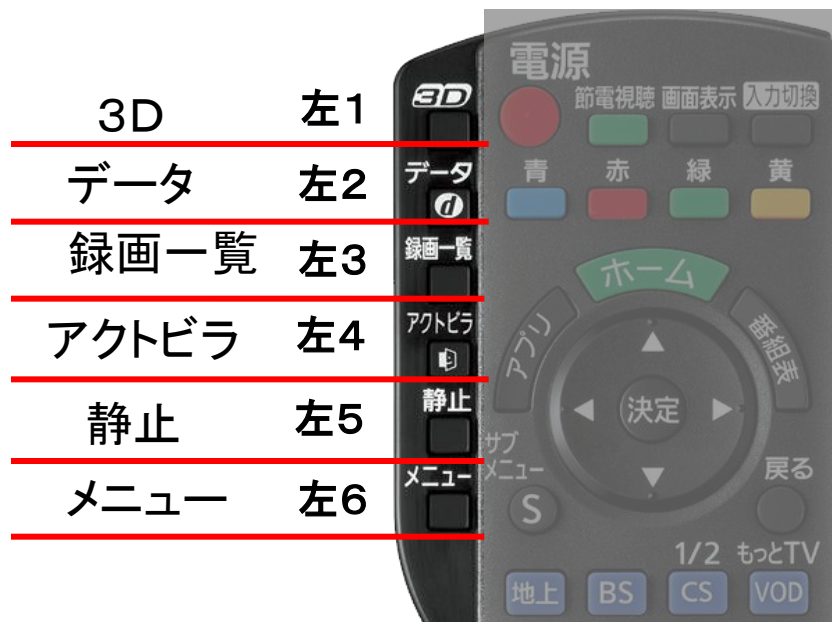 電源
3D 左1 3D 節電視聴 画面表示 入力切換
データ 左2 データ 青 赤 緑 黄
d
録画一覧 左3 録画一覧
ホーム
アクトビラ 左4 アクトビラ アプリ 番組表
静止 左5 静止 決定
サブメニュー 戻る
メニュー 左6 メニュー S
1/2 もっとTV
地上 BS CS VOD